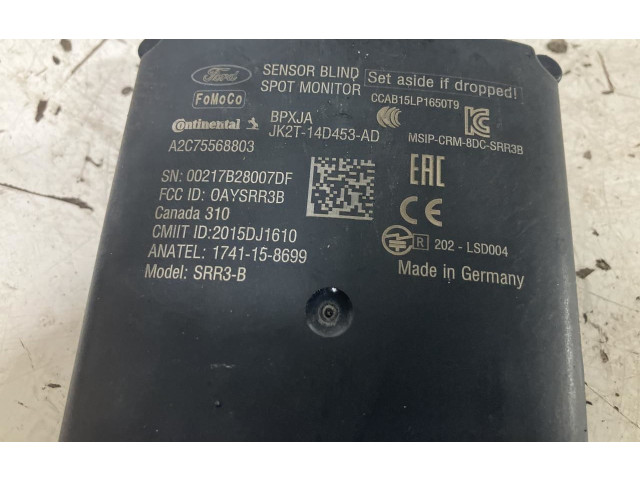 Ford
SENSOR BLIND
SPOT MONITOR
Set aside if dropped!
FoMoCo
CCAB15LP1650T9
Continental
BPXJA
JK2T-14D453-AD
MSIP-CRM-8DC-SRR3B
A2C75568803
SN: 00217B28007DF
FCC ID: OAYSRR3B
Canada 310
CMIIT ID:2015DJ1610
ANATEL: 1741-15-8699
Model: SRR3-B
EAC
CE
R 202 - LSD004
Made in Germany